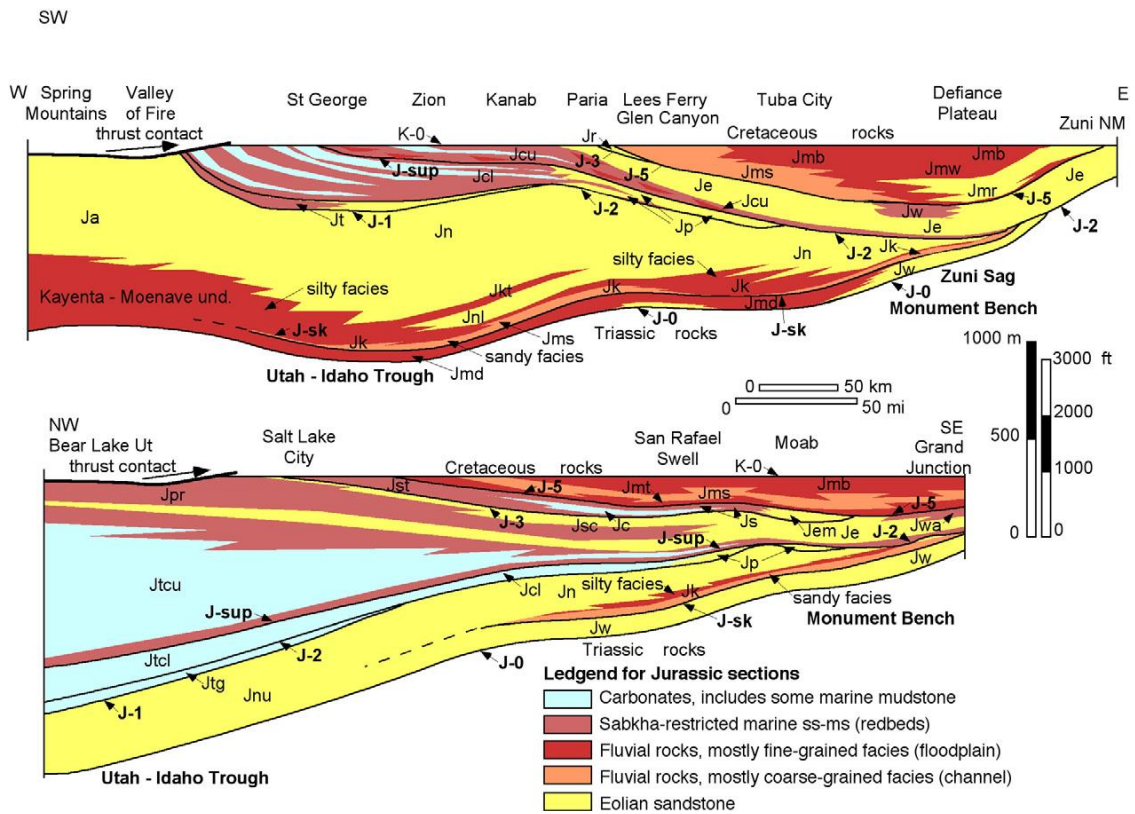 SW
W
Spring
Mountains
Valley
of Fire
thrust contact
St George
Zion
Kanab
Paria
Lees Ferry
Glen Canyon
Tuba City
Defiance
Plateau
E
Zuni NM
K-0
Jr
Cretaceous rocks
J-3
Jcu
J-sup
Jcl
J-5
Jms
Jmb
Jmb
Jmw
Je
Jmr
J-5
Je
Jt
J-1
J-2
Jp
Jcu
Jw
Je
J-2
Ja
Jn
Jn
J-2
Jk
silty facies
Jw
Zuni Sag
Kayenta - Moenave und.
silty facies
Jkt
Jk
Jk
J-0
Monument Bench
J-sk
Jnl
Jmd
J-0
Jk
Jms
Triassic rocks
J-sk
sandy facies
Utah - Idaho Trough
Jmd
1000 m
3000 ft
2000
500
1000
0
0
0 50 km
0 50 mi
NW
Bear Lake Ut
thrust contact
Salt Lake
City
San Rafael
Swell
Moab
SE
Grand
Junction
Cretaceous rocks
K-0
Jpr
Jst
J-5
Jmt
Jms
Jmb
J-5
J-3
Jsc
Jc
Js
Jem
Je
J-2
Jwa
J-sup
Jp
Jw
Jtcu
Jcl
Jn
silty facies
Jk
sandy facies
J-sup
Monument Bench
J-sk
Jtcl
J-2
Jw
J-0
Triassic rocks
Jtg
Jnu
J-1
Utah - Idaho Trough
Ledgend for Jurassic sections
Carbonates, includes some marine mudstone
Sabkha-restricted marine ss-ms (redbeds)
Fluvial rocks, mostly fine-grained facies (floodplain)
Fluvial rocks, mostly coarse-grained facies (channel)
Eolian sandstone